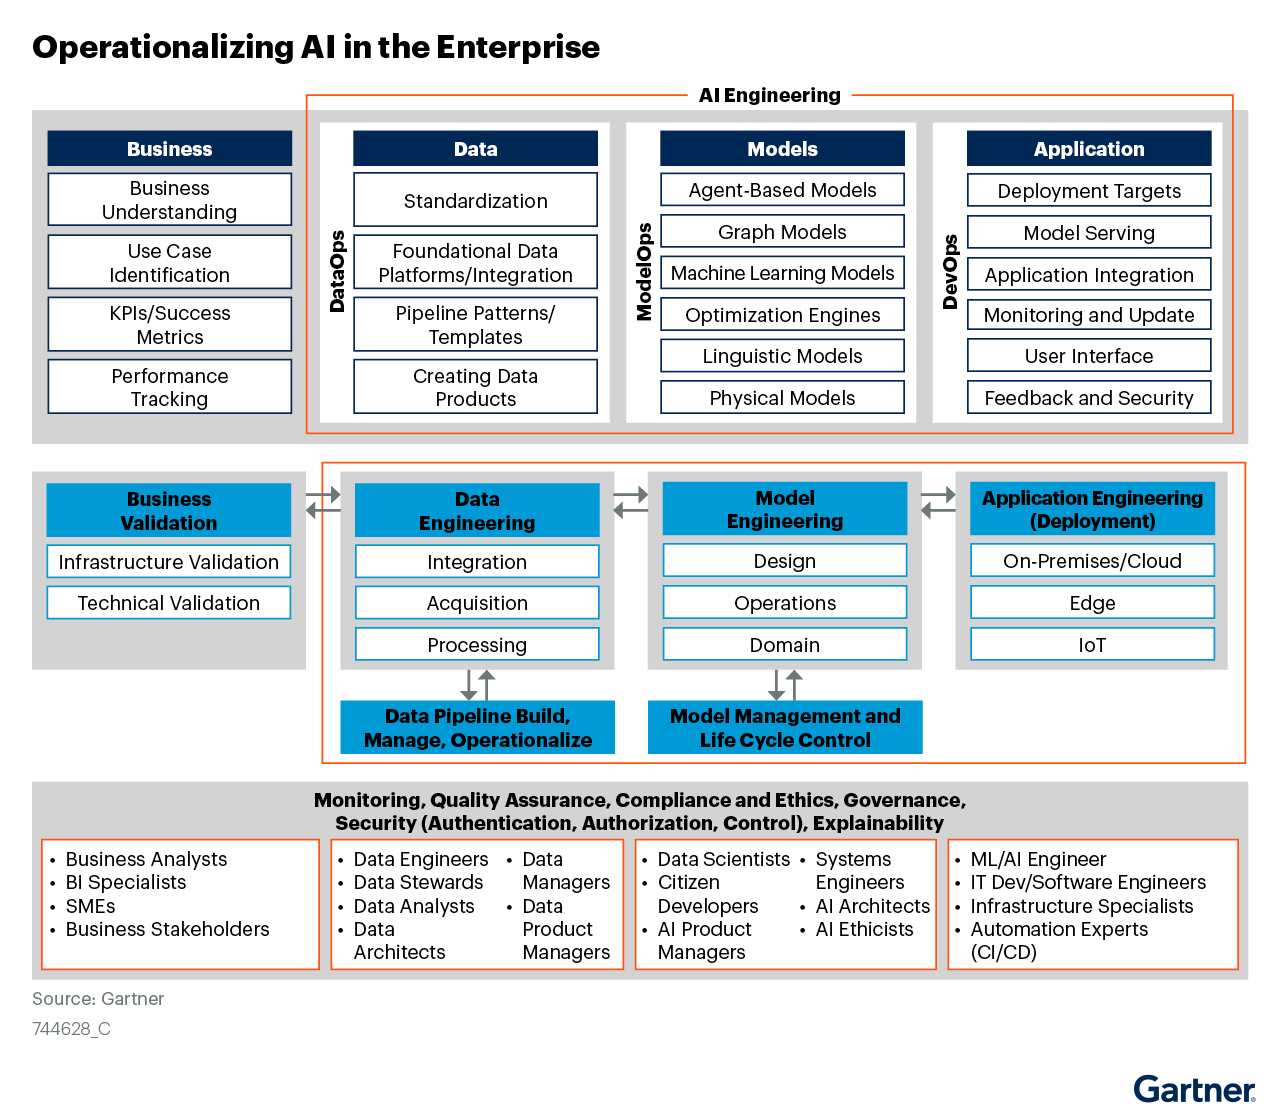 Operationalizing AI in the Enterprise
AI Engineering
Business
Business
Understanding
Use Case
Identification
KPIs/Success
Metrics
Performance
Tracking
DataOps
Data
Standardization
Foundational Data
Platforms/Integration
Pipeline Patterns/
Templates
Creating Data
Products
ModelOps
Models
Agent-Based Models
Graph Models
Machine Learning Models
Optimization Engines
Linguistic Models
Physical Models
DevOps
Application
Deployment Targets
Model Serving
Application Integration
Monitoring and Update
User Interface
Feedback and Security
Business
Validation
Infrastructure Validation
Technical Validation
Data
Engineering
Integration
Acquisition
Processing
Data Pipeline Build,
Manage, Operationalize
Model
Engineering
Design
Operations
Domain
Model Management and
Life Cycle Control
Application Engineering
(Deployment)
On-Premises/Cloud
Edge
IoT
Monitoring, Quality Assurance, Compliance and Ethics, Governance,
Security (Authentication, Authorization, Control), Explainability
• Business Analysts
• BI Specialists
• SMEs
• Business Stakeholders
• Data Engineers
• Data Stewards
• Data Analysts
• Data
Architects
• Data
Managers
• Data
Product
Managers
• Data Scientists
• Citizen
Developers
• AI Product
Managers
• Systems
Engineers
• AI Architects
• AI Ethicists
• ML/AI Engineer
• IT Dev/Software Engineers
• Infrastructure Specialists
• Automation Experts
(CI/CD)
Source: Gartner
744628_C
Gartner®